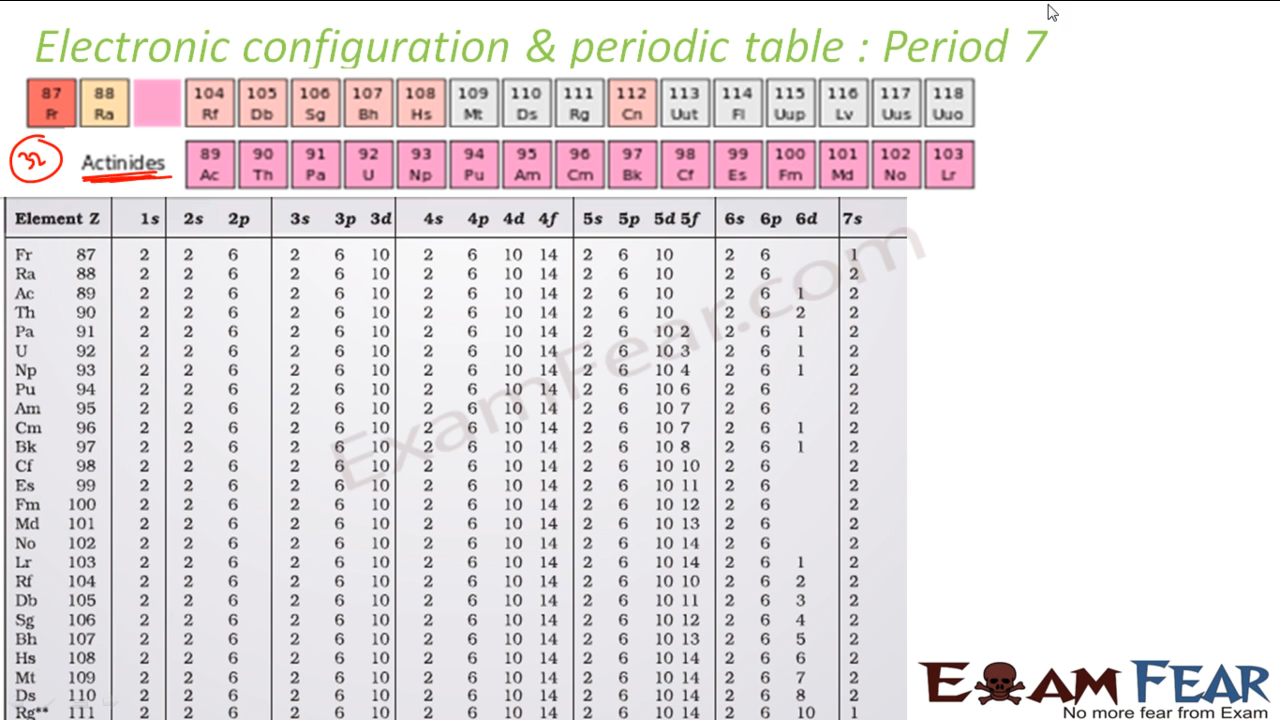 Electronic configuration & periodic table : Period 7
87 88 104 105 106 107 108 109 110 111 112 113 114 115 116 117 118
Fr Ra Rf Db Sg Bh Hs Mt Ds Rg Cn Uut Fl Uup Lv Uus Uuo
32 Actinides 89 90 91 92 93 94 95 96 97 98 99 100 101 102 103
Ac Th Pa U Np Pu Am Cm Bk Cf Es Fm Md No Lr
Element Z 1s 2s 2p 3s 3p 3d 4s 4p 4d 4f 5s 5p 5d 5f 6s 6p 6d 7s
Fr 87 2 2 6 2 6 10 2 6 10 14 2 6 10 2 6 1
Ra 88 2 2 6 2 6 10 2 6 10 14 2 6 10 2 6 2
Ac 89 2 2 6 2 6 10 2 6 10 14 2 6 10 2 6 1 2
Th 90 2 2 6 2 6 10 2 6 10 14 2 6 10 2 6 2 2
Pa 91 2 2 6 2 6 10 2 6 10 14 2 6 10 2 2 6 1 2
U 92 2 2 6 2 6 10 2 6 10 14 2 6 10 3 2 6 1 2
Np 93 2 2 6 2 6 10 2 6 10 14 2 6 10 4 2 6 1 2
Pu 94 2 2 6 2 6 10 2 6 10 14 2 6 10 6 2 6 2
Am 95 2 2 6 2 6 10 2 6 10 14 2 6 10 7 2 6 2
Cm 96 2 2 6 2 6 10 2 6 10 14 2 6 10 7 2 6 1 2
Bk 97 2 2 6 2 6 10 2 6 10 14 2 6 10 8 2 6 1 2
Cf 98 2 2 6 2 6 10 2 6 10 14 2 6 10 10 2 6 2
Es 99 2 2 6 2 6 10 2 6 10 14 2 6 10 11 2 6 2
Fm 100 2 2 6 2 6 10 2 6 10 14 2 6 10 12 2 6 2
Md 101 2 2 6 2 6 10 2 6 10 14 2 6 10 13 2 6 2
No 102 2 2 6 2 6 10 2 6 10 14 2 6 10 14 2 6 2
Lr 103 2 2 6 2 6 10 2 6 10 14 2 6 10 14 2 6 1 2
Rf 104 2 2 6 2 6 10 2 6 10 14 2 6 10 10 2 6 2 2
Db 105 2 2 6 2 6 10 2 6 10 14 2 6 10 11 2 6 3 2
Sg 106 2 2 6 2 6 10 2 6 10 14 2 6 10 12 2 6 4 2
Bh 107 2 2 6 2 6 10 2 6 10 14 2 6 10 13 2 6 5 2
Hs 108 2 2 6 2 6 10 2 6 10 14 2 6 10 14 2 6 6 2
Mt 109 2 2 6 2 6 10 2 6 10 14 2 6 10 14 2 6 7 2
Ds 110 2 2 6 2 6 10 2 6 10 14 2 6 10 14 2 6 8 2
Rg** 111 2 2 6 2 6 10 2 6 10 14 2 6 10 14 2 6 10 1
ExamFear.com
EXAM FEAR
No more fear from Exam